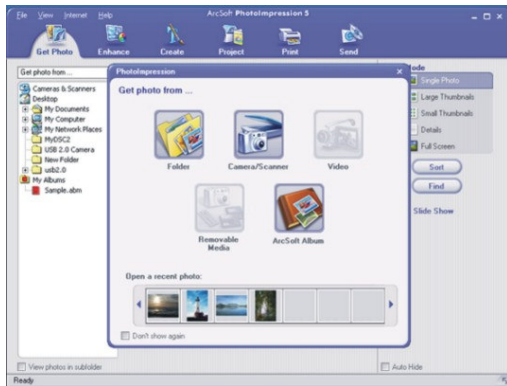 File View Internet Help
ArcSoft PhotoImpression 5
Get Photo Enhance Create Project Print Send
Get photo from ...
Cameras & Scanners
Desktop
My Documents
My Computer
My Network Places
MyDSC2
USB 2.0 Camera
New Folder
usb2.0
My Albums
Sample.abm
View photos in subfolder
Ready
PhotoImpression
Get photo from ...
Folder Camera/Scanner Video
Removable
Media
ArcSoft Album
Open a recent photo:
Don't show again
Single Photo
Large Thumbnails
Small Thumbnails
Details
Full Screen
Sort
Find
Slide Show
Auto Hide